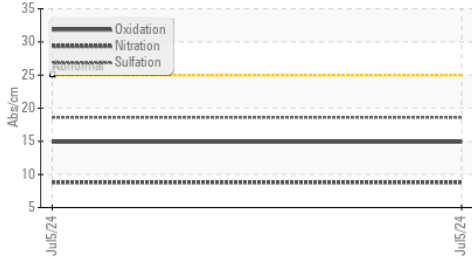 35
30
25
20
15
10
5
Abs/cm
Oxidation
Nitration
Sulfation
Abnormal
Jul5/24
Jul5/24